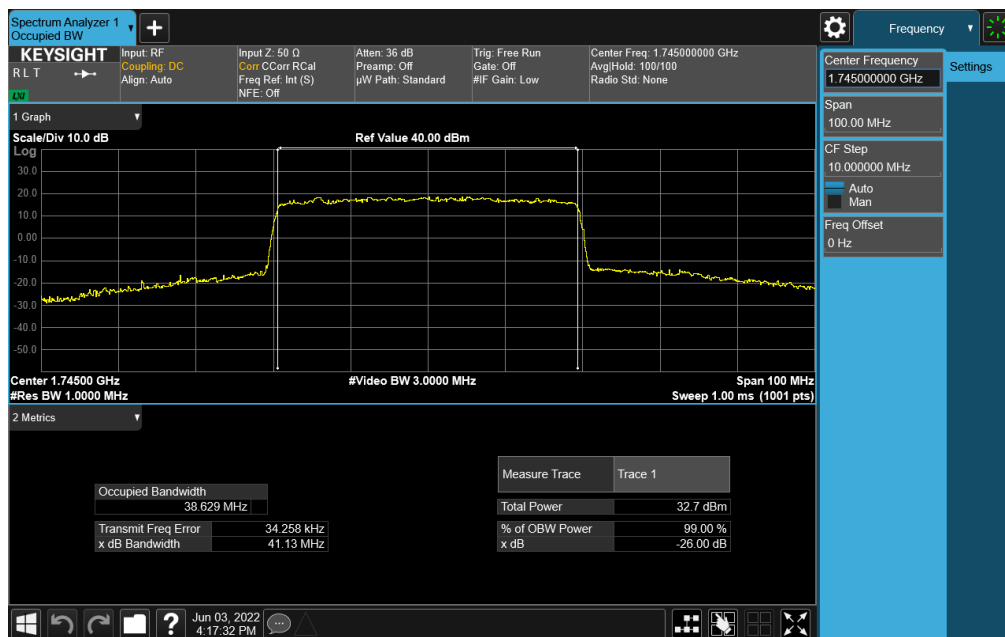 Spectrum Analyzer 1
Occupied BW
Frequency
KEYSIGHT
R L T
LXI
Input: RF
Coupling: DC
Align: Auto
Input Z: 50 Ω
Corr CCorr RCal
Freq Ref: Int (S)
NFE: Off
Atten: 36 dB
Preamp: Off
µW Path: Standard
Trig: Free Run
Gate: Off
#IF Gain: Low
Center Freq: 1.745000000 GHz
Avg|Hold: 100/100
Radio Std: None
Center Frequency
1.745000000 GHz
Settings
Span
100.00 MHz
CF Step
10.000000 MHz
Auto
Man
Freq Offset
0 Hz
1 Graph
Scale/Div 10.0 dB
Ref Value 40.00 dBm
Log
30.0
20.0
10.0
0.00
-10.0
-20.0
-30.0
-40.0
-50.0
Center 1.74500 GHz
#Video BW 3.0000 MHz
Span 100 MHz
#Res BW 1.0000 MHz
Sweep 1.00 ms (1001 pts)
2 Metrics
Measure Trace
Trace 1
Occupied Bandwidth
38.629 MHz
Total Power
32.7 dBm
Transmit Freq Error
34.258 kHz
% of OBW Power
99.00 %
x dB Bandwidth
41.13 MHz
x dB
-26.00 dB
?
Jun 03, 2022
4:17:32 PM